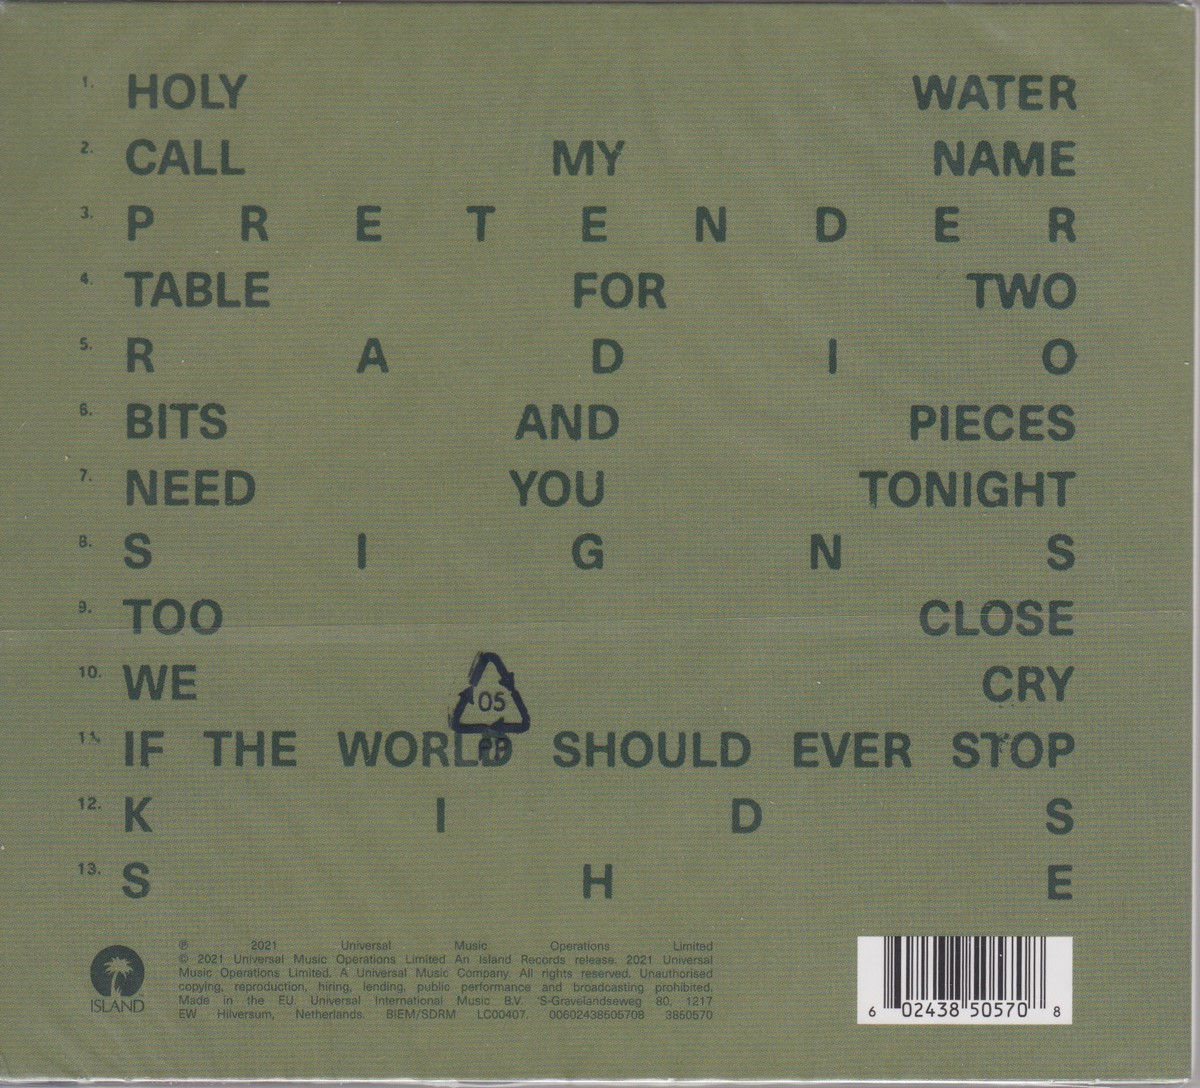 1. HOLY WATER
2. CALL MY NAME
3. PRETENDER
4. TABLE FOR TWO
5. RADIO
6. BITS AND PIECES
7. NEED YOU TONIGHT
8. SIGNS
9. TOO CLOSE
10. WE CRY
05
11. IF THE WORLD SHOULD EVER STOP
PP
12. KIDS
13. SHE
ISLAND
℗ 2021 Universal Music Operations Limited
© 2021 Universal Music Operations Limited An Island Records release. 2021 Universal
Music Operations Limited. A Universal Music Company. All rights reserved. Unauthorised
copying, reproduction, hiring, lending, public performance and broadcasting prohibited.
Made in the EU. Universal International Music B.V. 'S-Gravelandseweg 80, 1217
EW Hilversum, Netherlands. BIEM/SDRM LC00407. 00602438505708 3850570
6 02438 50570 8